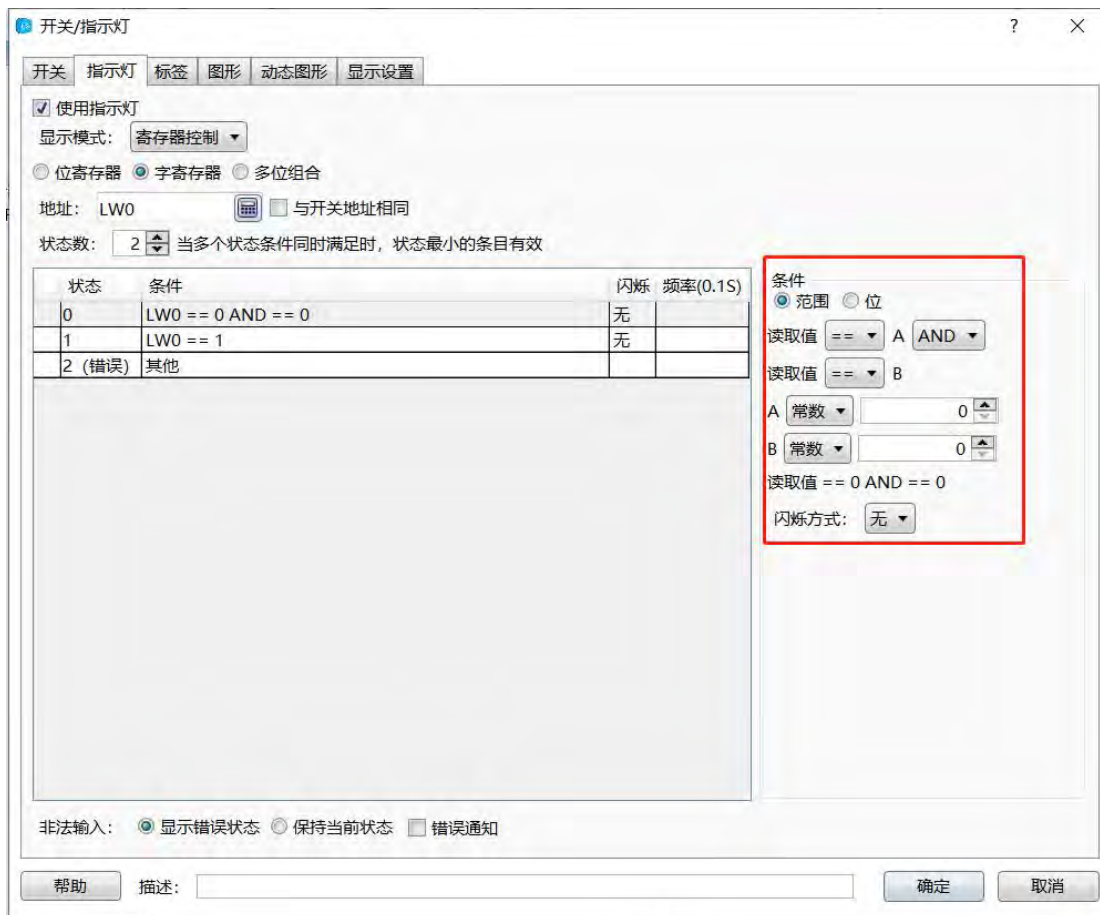 开关/指示灯 ?
开关 指示灯 标签 图形 动态图形 显示设置
使用指示灯
显示模式： 寄存器控制
位寄存器 字寄存器 多位组合
地址： LW0 与开关地址相同
状态数： 2 当多个状态条件同时满足时，状态最小的条目有效
状态 条件 闪烁 频率(0.1S)
0 LW0 == 0 AND == 0 无
1 LW0 == 1 无
2 (错误) 其他
条件
范围 位
读取值 == A AND
读取值 == B
A 常数 0
B 常数 0
读取值 == 0 AND == 0
闪烁方式： 无
非法输入： 显示错误状态 保持当前状态 错误通知
帮助 描述： 确定 取消